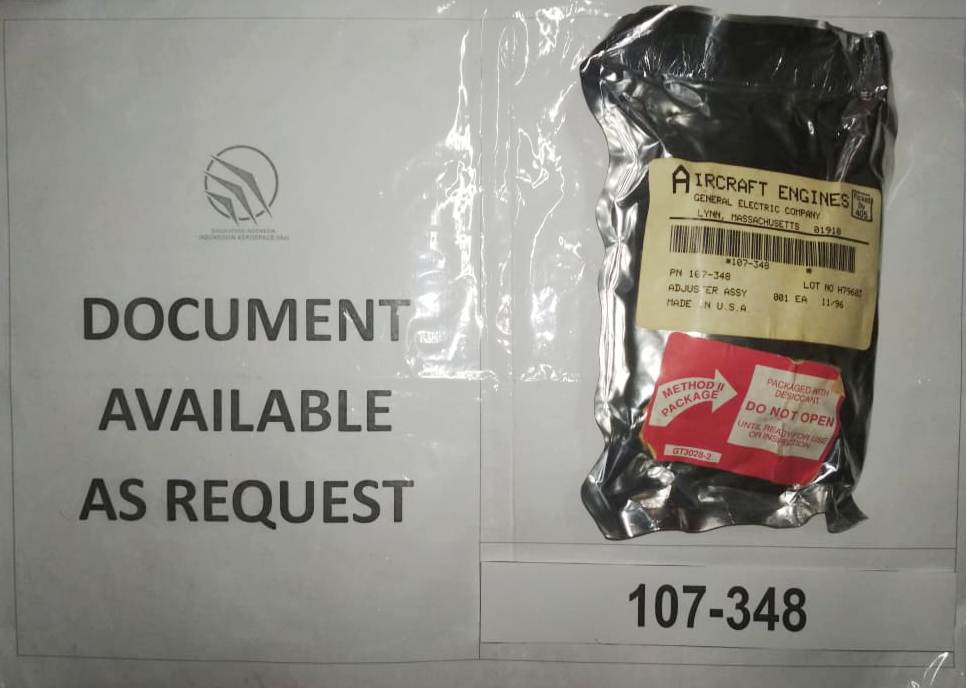 DOCUMENT
AVAILABLE
AS REQUEST
AIRCRAFT ENGINES
GENERAL ELECTRIC COMPANY
LYNN, MASSACHUSETTS 01910
*107-348 *
PN 107-348
LOT NO
ADJUSTER ASSY 001 EA 11/96
MADE IN U.S.A.
METHOD II
PACKAGE
GT3028-2
PACKAGED WITH
DESICCANT
DO NOT OPEN
UNTIL READY FOR USE
OR INSPECTION
107-348